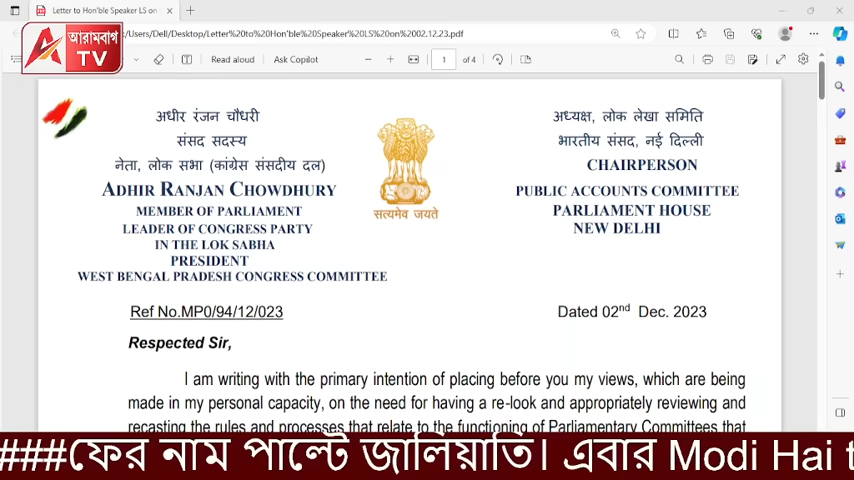 Letter to Hon'ble Speaker LS on
আরামবাগ
TV
/Users/Dell/Desktop/Letter%20to%20Hon'ble%20Speaker%20LS%20on%2002.12.23.pdf
Read aloud
Ask Copilot
1 of 4
अधीर रंजन चौधरी
संसद सदस्य
नेता, लोक सभा (कांग्रेस संसदीय दल)
ADHIR RANJAN CHOWDHURY
MEMBER OF PARLIAMENT
LEADER OF CONGRESS PARTY
IN THE LOK SABHA
PRESIDENT
WEST BENGAL PRADESH CONGRESS COMMITTEE
सत्यमेव जयते
अध्यक्ष, लोक लेखा समिति
भारतीय संसद, नई दिल्ली
CHAIRPERSON
PUBLIC ACCOUNTS COMMITTEE
PARLIAMENT HOUSE
NEW DELHI
Ref No.MP0/94/12/023
Dated 02nd Dec. 2023
Respected Sir,
I am writing with the primary intention of placing before you my views, which are being
made in my personal capacity, on the need for having a re-look and appropriately reviewing and
recasting the rules and processes that relate to the functioning of Parliamentary Committees that
###ফের নাম পাল্টে জালিয়াতি। এবার Modi Hai t